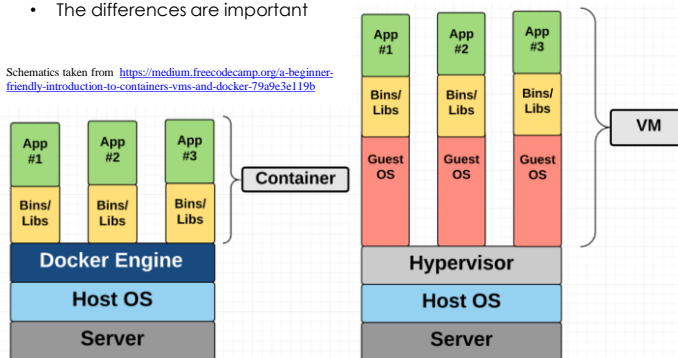 • The differences are important
Schematics taken from https://medium.freecodecamp.org/a-beginner-
friendly-introduction-to-containers-vms-and-docker-79a9e3e119b
App
#1
App
#2
App
#3
Bins/
Libs
Bins/
Libs
Bins/
Libs
Container
Docker Engine
Host OS
Server
App
#1
App
#2
App
#3
Bins/
Libs
Bins/
Libs
Bins/
Libs
Guest
OS
Guest
OS
Guest
OS
VM
Hypervisor
Host OS
Server